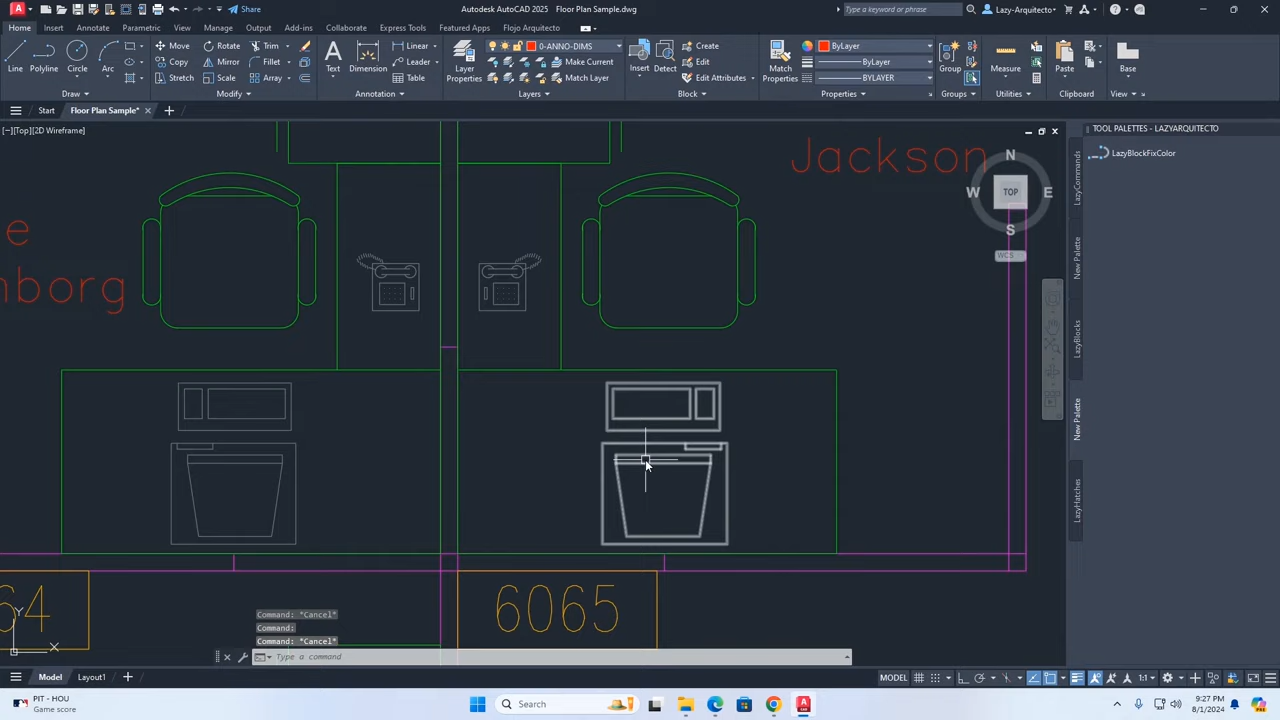 Share
Autodesk AutoCAD 2025 Floor Plan Sample.dwg
Type a keyword or phrase
Lazy-Arquitecto
Home Insert Annotate Parametric View Manage Output Add-ins Collaborate Express Tools Featured Apps Flojo Arquitecto
Line Polyline Circle Arc
Move Rotate Trim
Copy Mirror Fillet
Stretch Scale Array
Text Dimension
Linear
Leader
Table
Layer Properties
0-ANNO-DIMS
Make Current
Match Layer
Insert Detect
Create
Edit
Edit Attributes
Match Properties
ByLayer
ByLayer
BYLAYER
Group
Measure
Paste
Base
Draw Modify Annotation Layers Block Properties Groups Utilities Clipboard View
Start Floor Plan Sample*
[−][Top][2D Wireframe]
TOOL PALETTES - LAZYARQUITECTO
LazyBlockFixColor
LazyCommands
New Palette
LazyBlocks
New Palette
LazyHatches
Jackson
N
W TOP E
S
WCS
e
nborg
64
6065
Y
X
Command: *Cancel*
Command:
Command: *Cancel*
Type a command
Model Layout1
MODEL
1:1
PIT - HOU
Game score
Search
9:27 PM
8/1/2024